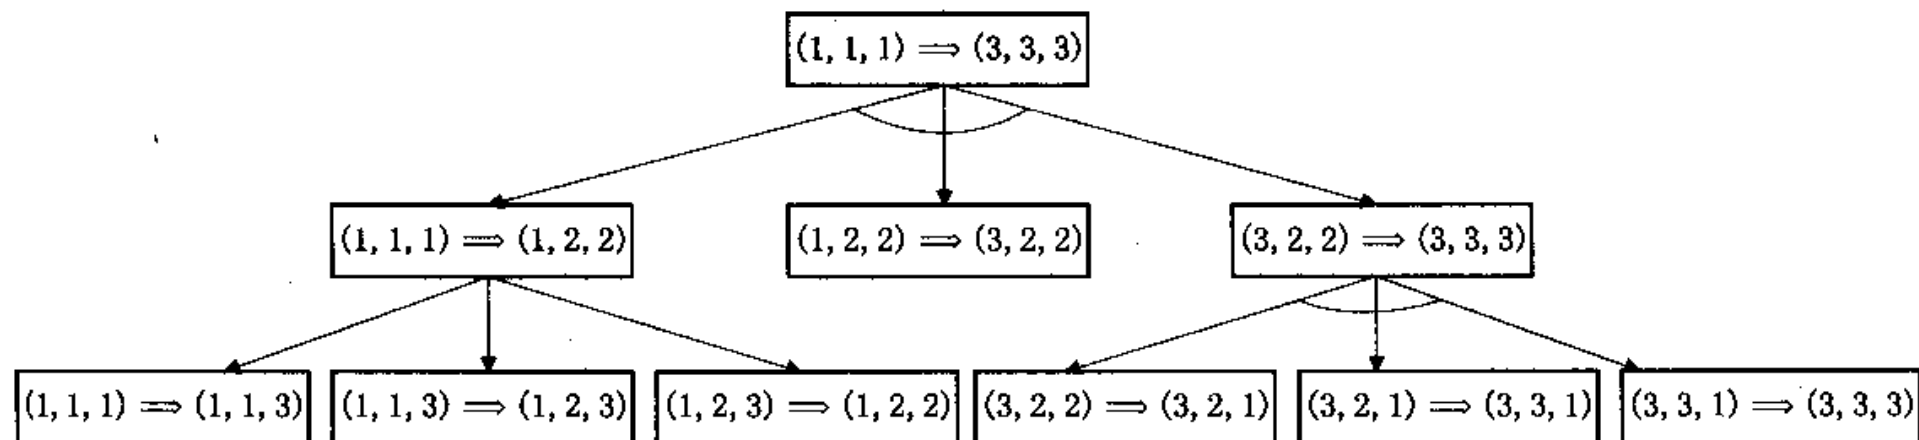 (1, 1, 1) ⟹ (3, 3, 3)
(1, 1, 1) ⟹ (1, 2, 2)
(1, 2, 2) ⟹ (3, 2, 2)
(3, 2, 2) ⟹ (3, 3, 3)
(1, 1, 1) ⟹ (1, 1, 3)
(1, 1, 3) ⟹ (1, 2, 3)
(1, 2, 3) ⟹ (1, 2, 2)
(3, 2, 2) ⟹ (3, 2, 1)
(3, 2, 1) ⟹ (3, 3, 1)
(3, 3, 1) ⟹ (3, 3, 3)